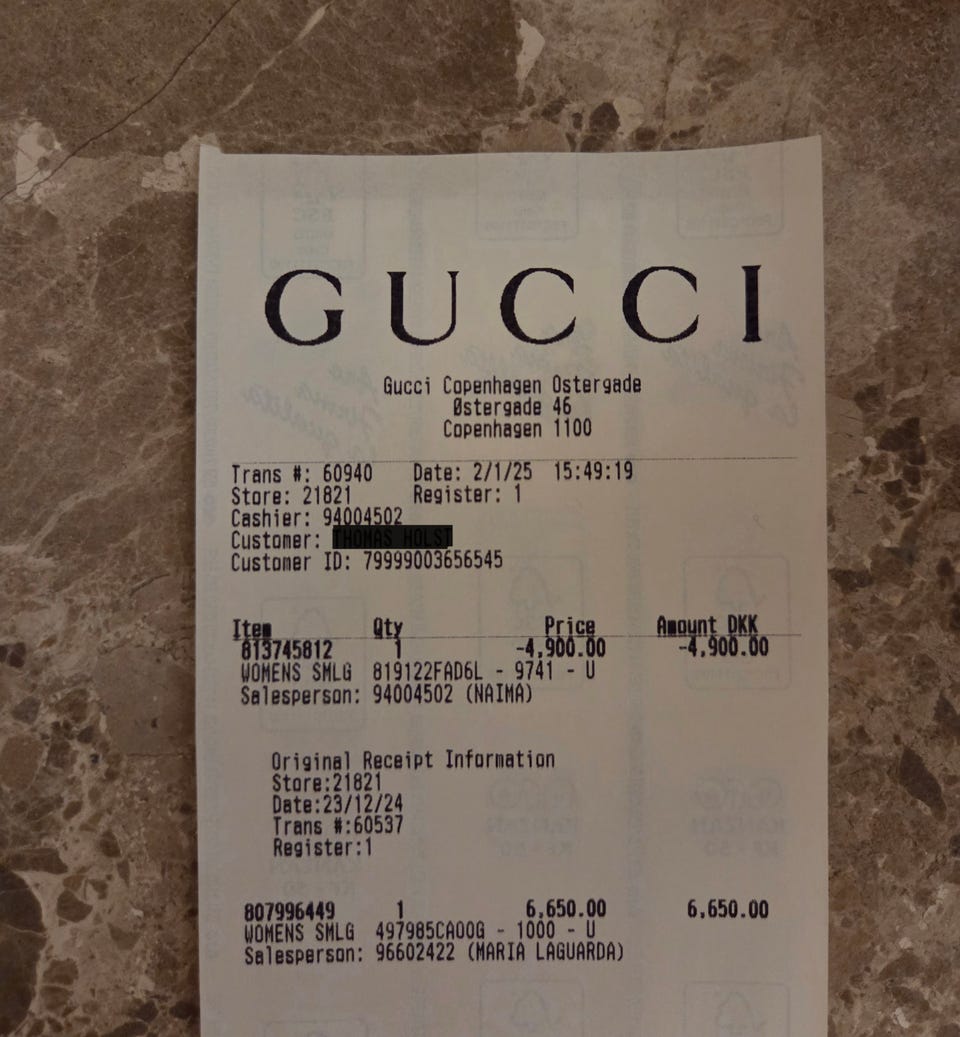 GUCCI
Gucci Copenhagen Ostergade
Østergade 46
Copenhagen 1100
Trans #: 60940 Date: 2/1/25 15:49:19
Store: 21821 Register: 1
Cashier: 94004502
Customer:
Customer ID: 79999003656545
Item Qty Price Amount DKK
813745812 1 -4,900.00 -4,900.00
WOMENS SMLG 819122FAD6L - 9741 - U
Salesperson: 94004502 (NAIMA)
Original Receipt Information
Store:21821
Date:23/12/24
Trans #:60537
Register:1
807996449 1 6,650.00 6,650.00
WOMENS SMLG 497985CAO0G - 1000 - U
Salesperson: 96602422 (MARIA LAGUARDA)